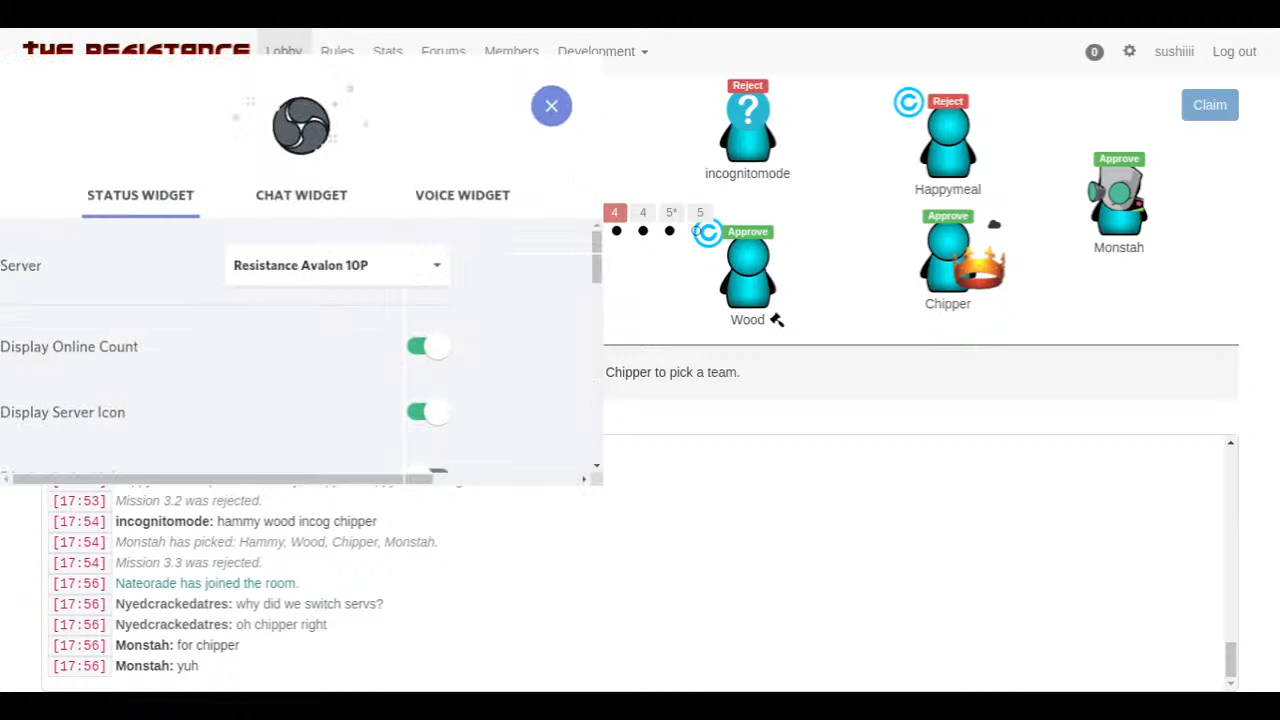 THE RESISTANCE Lobby Rules Stats Forums Members Development 0 sushiiii Log out
Reject
Reject
Claim
incognitomode
Happymeal
Approve
Monstah
STATUS WIDGET CHAT WIDGET VOICE WIDGET
4 4 5* 5
Approve
Approve
Wood
Chipper
Server Resistance Avalon 10P
Display Online Count
Chipper to pick a team.
Display Server Icon
[17:53] Mission 3.2 was rejected.
[17:54] incognitomode: hammy wood incog chipper
[17:54] Monstah has picked: Hammy, Wood, Chipper, Monstah.
[17:54] Mission 3.3 was rejected.
[17:56] Nateorade has joined the room.
[17:56] Nyedcrackedatres: why did we switch servs?
[17:56] Nyedcrackedatres: oh chipper right
[17:56] Monstah: for chipper
[17:56] Monstah: yuh